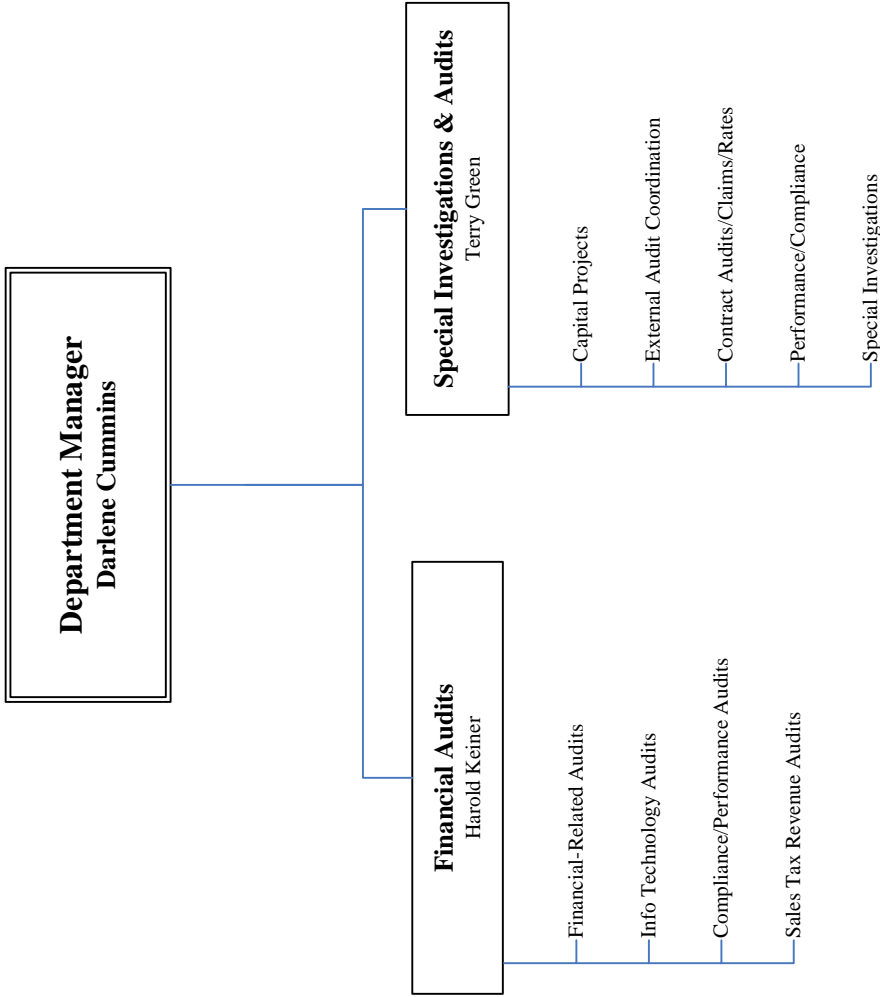 Department Manager
Darlene Cummins
Financial Audits
Harold Keiner
Financial-Related Audits
Info Technology Audits
Compliance/Performance Audits
Sales Tax Revenue Audits
Special Investigations & Audits
Terry Green
Capital Projects
External Audit Coordination
Contract Audits/Claims/Rates
Performance/Compliance
Special Investigations